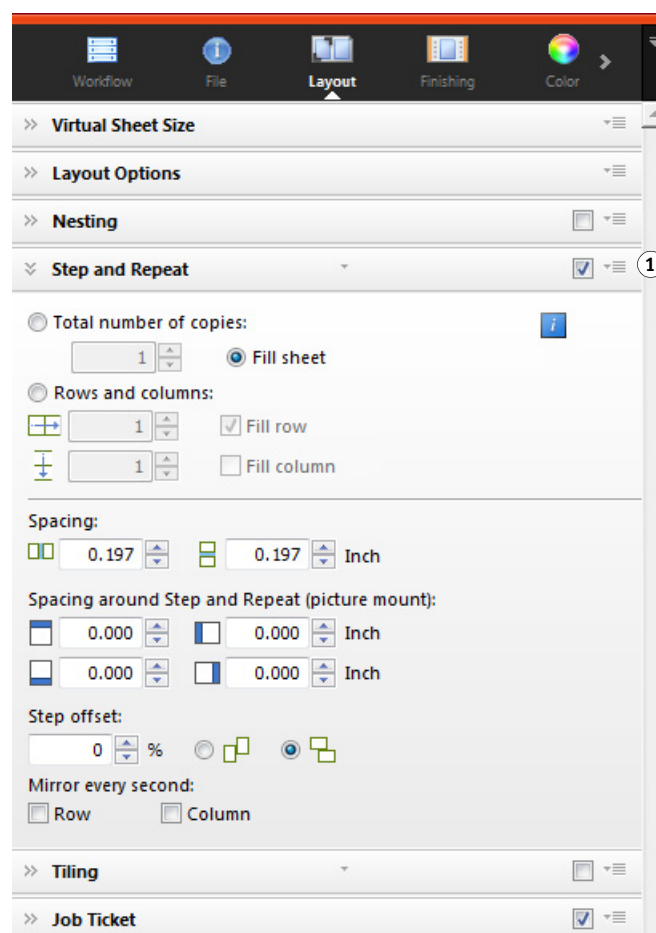 Workflow File Layout Finishing Color
Virtual Sheet Size
Layout Options
Nesting
Step and Repeat
1
Total number of copies:
1 Fill sheet
Rows and columns:
1 Fill row
1 Fill column
Spacing:
0.197 0.197 Inch
Spacing around Step and Repeat (picture mount):
0.000 0.000 Inch
0.000 0.000 Inch
Step offset:
0 %
Mirror every second:
Row Column
Tiling
Job Ticket